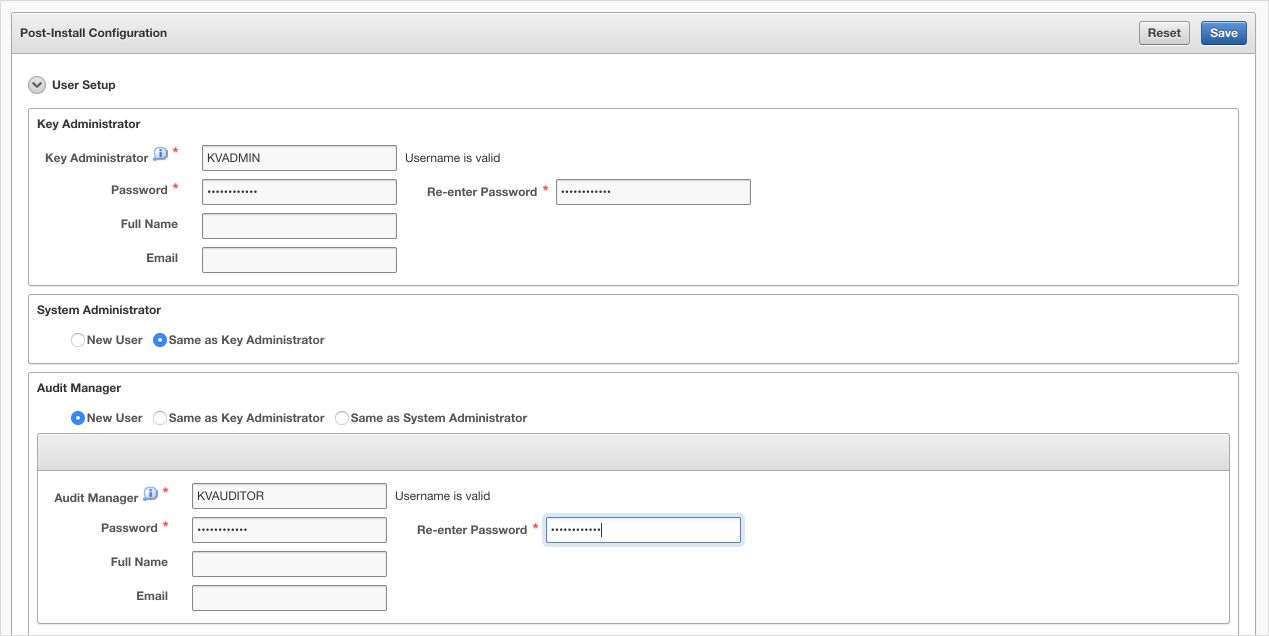 Post-Install Configuration Reset Save
User Setup
Key Administrator
Key Administrator * KVADMIN Username is valid
Password * •••••••••••• Re-enter Password * ••••••••••••
Full Name
Email
System Administrator
New User Same as Key Administrator
Audit Manager
New User Same as Key Administrator Same as System Administrator
Audit Manager * KVAUDITOR Username is valid
Password * •••••••••••• Re-enter Password * ••••••••••••
Full Name
Email